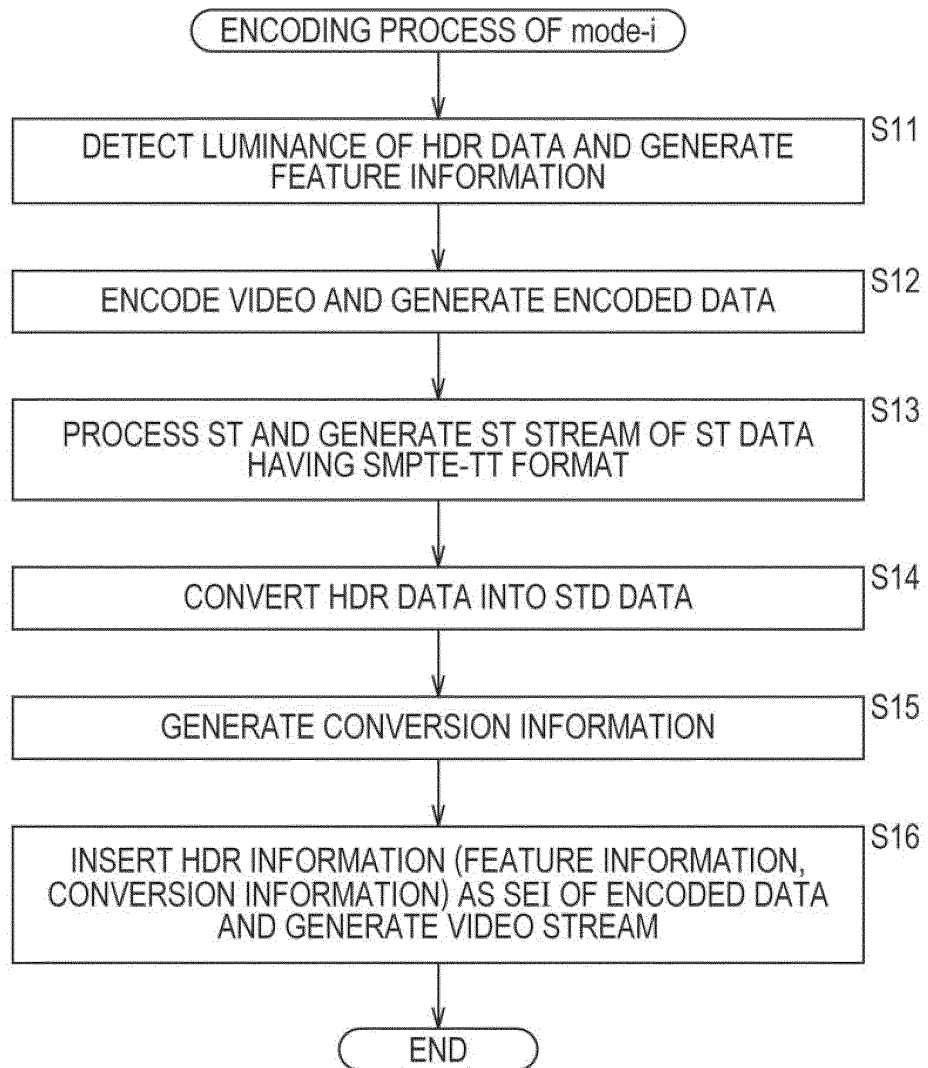 ENCODING PROCESS OF mode-i
S11
DETECT LUMINANCE OF HDR DATA AND GENERATE
FEATURE INFORMATION
S12
ENCODE VIDEO AND GENERATE ENCODED DATA
S13
PROCESS ST AND GENERATE ST STREAM OF ST DATA
HAVING SMPTE-TT FORMAT
S14
CONVERT HDR DATA INTO STD DATA
S15
GENERATE CONVERSION INFORMATION
S16
INSERT HDR INFORMATION (FEATURE INFORMATION,
CONVERSION INFORMATION) AS SEI OF ENCODED DATA
AND GENERATE VIDEO STREAM
END